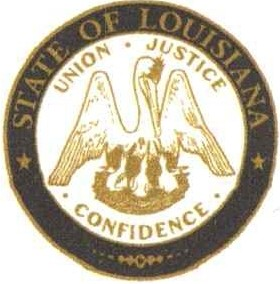 STATE OF LOUISIANA
UNION • JUSTICE
• CONFIDENCE •